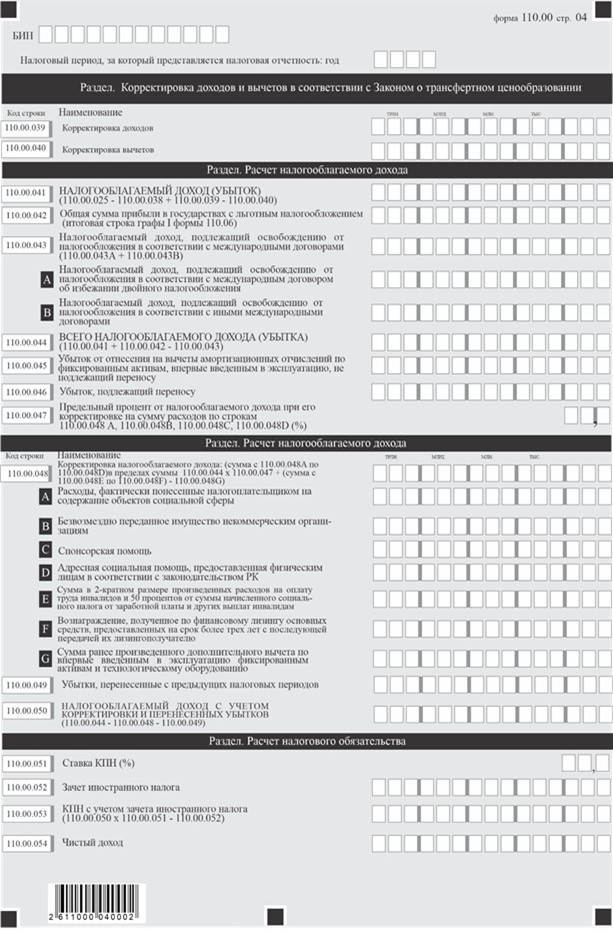 форма 110.00 стр. 04
БИН
Налоговый период, за который представляется налоговая отчетность: год
Раздел. Корректировка доходов и вычетов в соответствии с Законом о трансфертном ценообразовании
Код строки Наименование трлн млрд млн тыс
110.00.039 Корректировка доходов
110.00.040 Корректировка вычетов
Раздел. Расчет налогооблагаемого дохода
110.00.041 НАЛОГООБЛАГАЕМЫЙ ДОХОД (УБЫТОК)
(110.00.025 - 110.00.038 + 110.00.039 - 110.00.040)
110.00.042 Общая сумма прибыли в государствах с льготным налогообложением
(итоговая строка графы I формы 110.06)
110.00.043 Налогооблагаемый доход, подлежащий освобождению от
налогообложения в соответствии с международными договорами
(110.00.043A + 110.00.043B)
A Налогооблагаемый доход, подлежащий освобождению от
налогообложения в соответствии с международным договором
об избежании двойного налогообложения
B Налогооблагаемый доход, подлежащий освобождению от
налогообложения в соответствии с иными международными
договорами
110.00.044 ВСЕГО НАЛОГООБЛАГАЕМОГО ДОХОДА (УБЫТКА)
(110.00.041 + 110.00.042 - 110.00.043)
110.00.045 Убыток от отнесения на вычеты амортизационных отчислений по
фиксированным активам, впервые введенным в эксплуатацию, не
подлежащий переносу
110.00.046 Убыток, подлежащий переносу
110.00.047 Предельный процент от налогооблагаемого дохода при его
корректировке на сумму расходов по строкам
110.00.048 A, 110.00.048B, 110.00.048C, 110.00.048D (%)
,
Раздел. Расчет налогооблагаемого дохода
Код строки Наименование трлн млрд млн тыс
110.00.048 Корректировка налогооблагаемого дохода: (сумма с 110.00.048A по
110.00.048D)в пределах суммы 110.00.044 x 110.00.047 + (сумма с
110.00.048E по 110.00.048F) - 110.00.048G)
A Расходы, фактически понесенные налогоплательщиком на
содержание объектов социальной сферы
B Безвозмездно переданное имущество некоммерческим органи-
зациям
C Спонсорская помощь
D Адресная социальная помощь, предоставленная физическим
лицам в соответствии с законодательством РК
E Сумма в 2-кратном размере произведенных расходов на оплату
труда инвалидов и 50 процентов от суммы начисленного социаль-
ного налога от заработной платы и других выплат инвалидам
F Вознаграждение, полученное по финансовому лизингу основных
средств, предоставленных на срок более трех лет с последующей
передачей их лизингополучателю
G Сумма ранее произведенного дополнительного вычета по
впервые введенным в эксплуатацию фиксированным
активам и технологическому оборудованию
110.00.049 Убытки, перенесенные с предыдущих налоговых периодов
110.00.050 НАЛОГООБЛАГАЕМЫЙ ДОХОД С УЧЕТОМ
КОРРЕКТИРОВКИ И ПЕРЕНЕСЕННЫХ УБЫТКОВ
(110.00.044 - 110.00.048 - 110.00.049)
Раздел. Расчет налогового обязательства
110.00.051 Ставка КПН (%) ,
110.00.052 Зачет иностранного налога
110.00.053 КПН с учетом зачета иностранного налога
(110.00.050 x 110.00.051 - 110.00.052)
110.00.054 Чистый доход
2 611000 040002